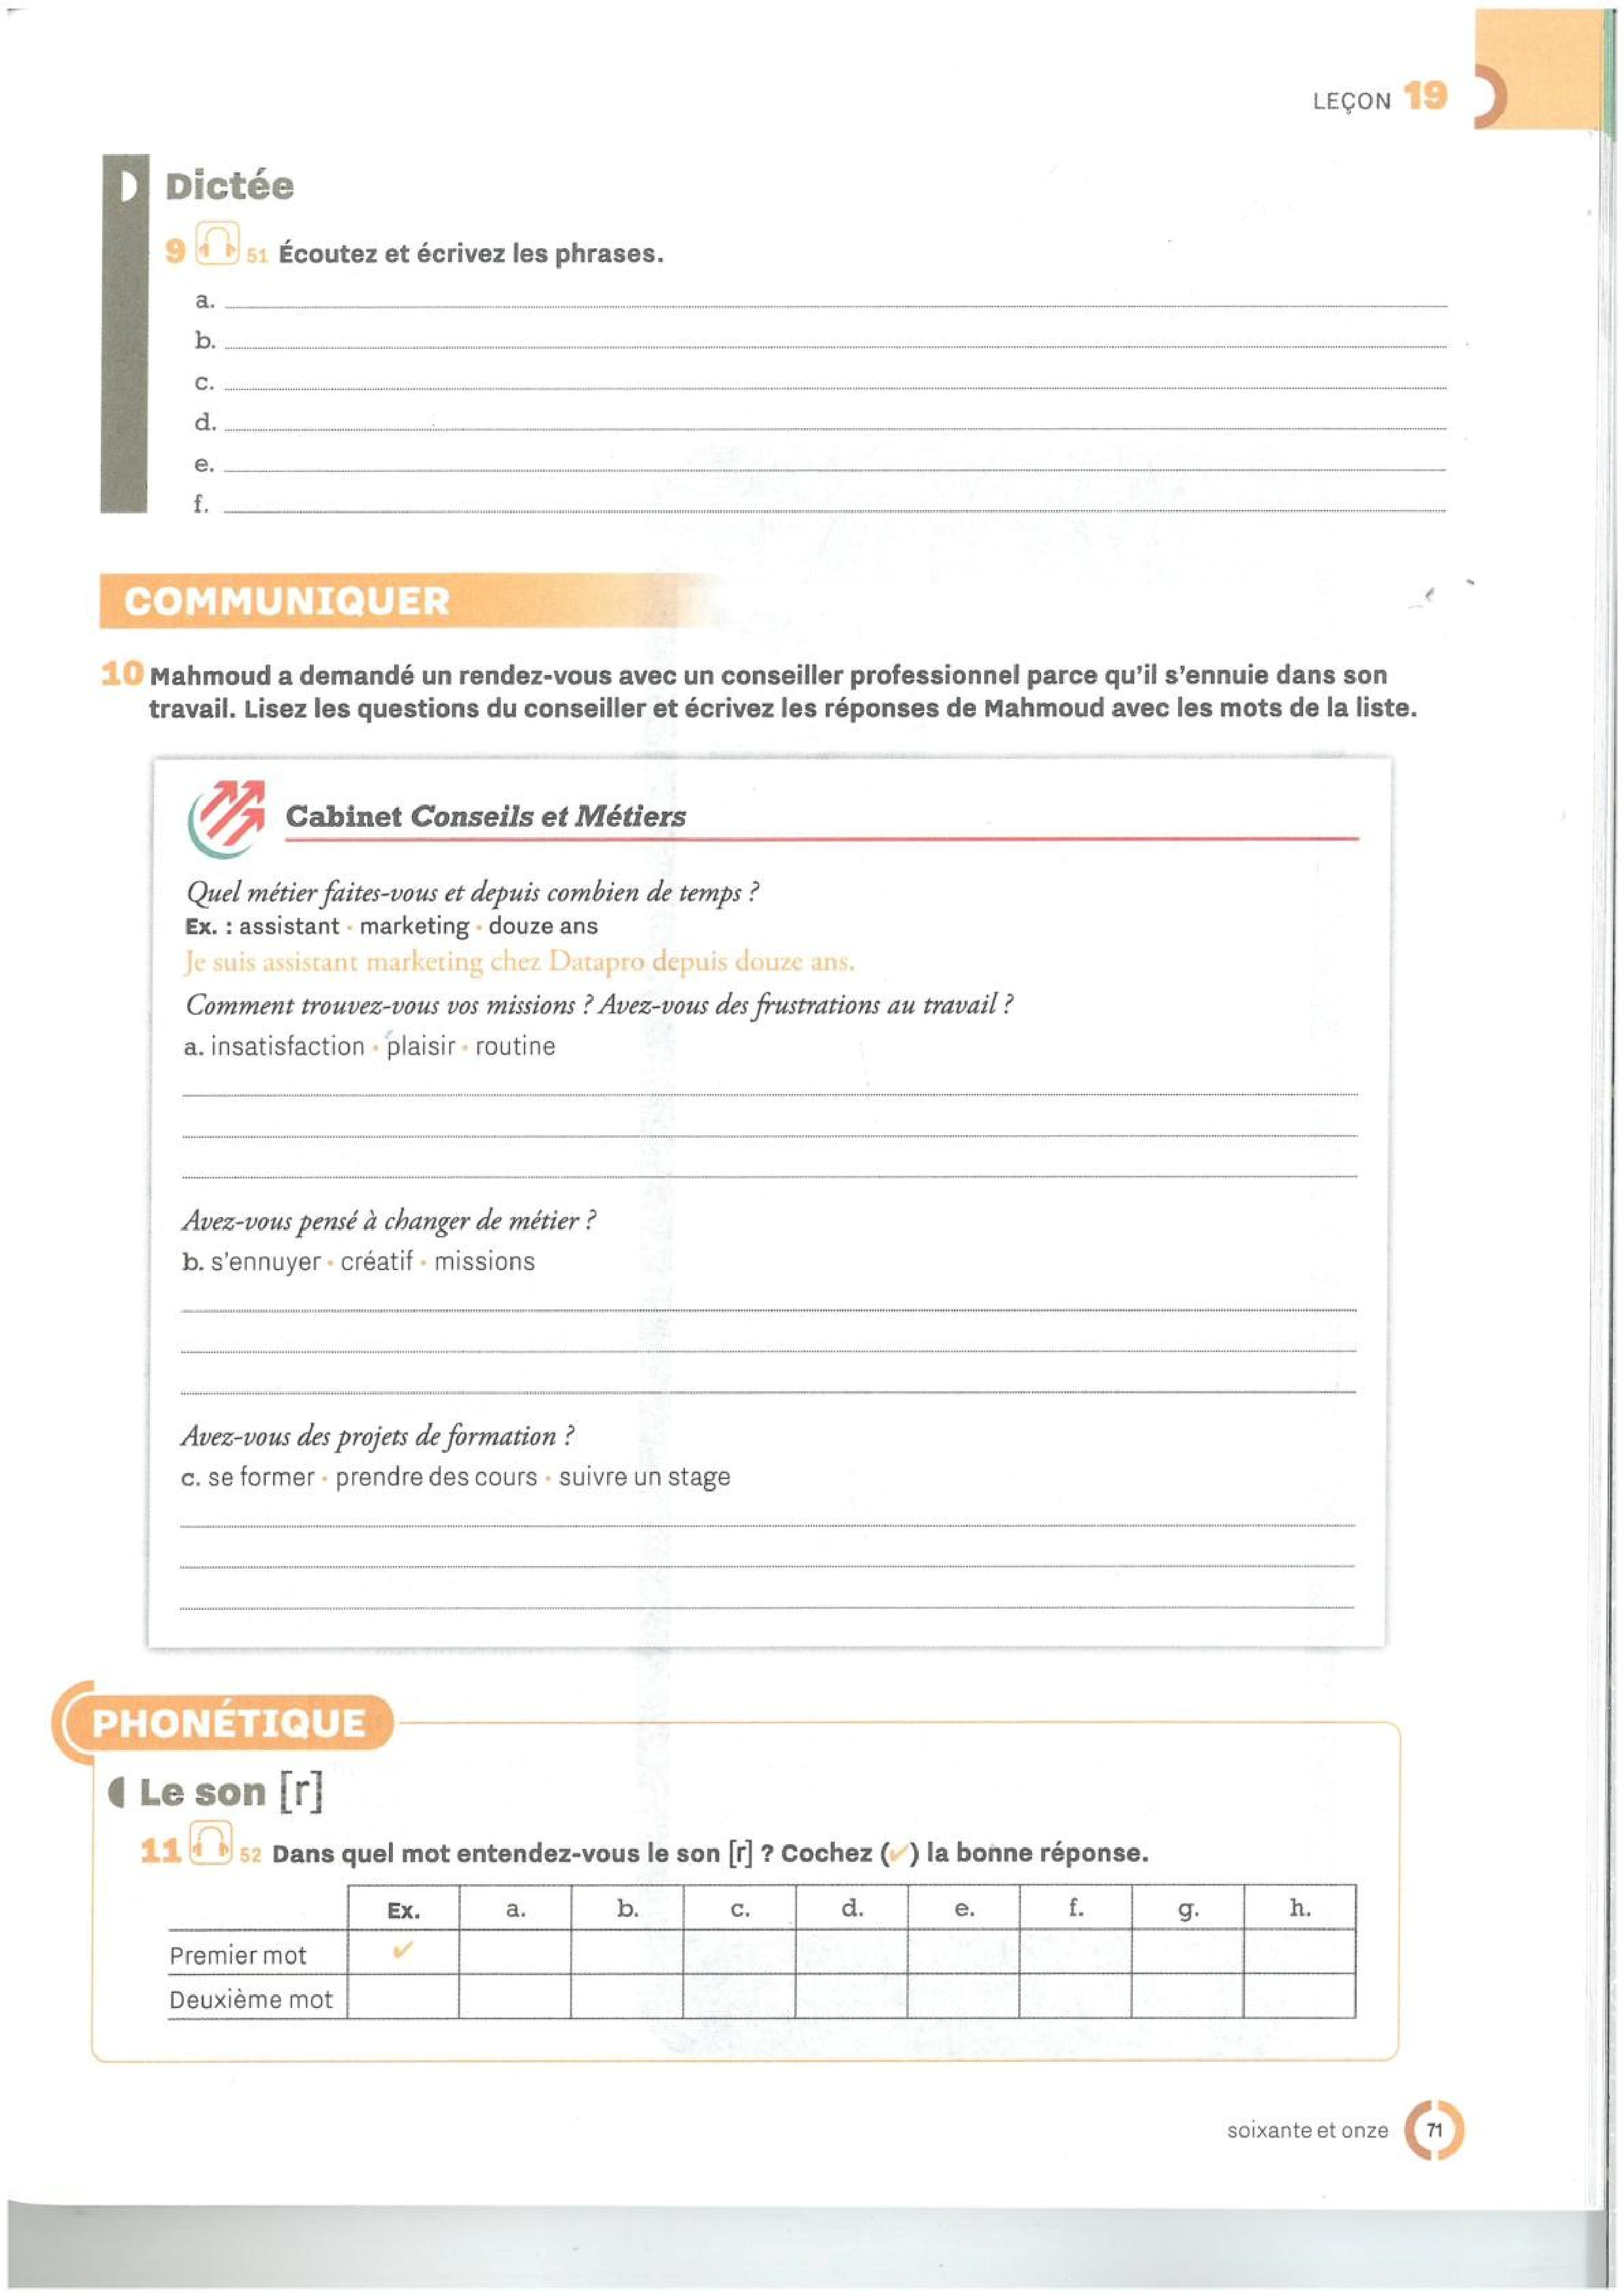 LEÇON 19
Dictée
9 51 Écoutez et écrivez les phrases.
a.
b.
c.
d.
e.
f.
COMMUNIQUER
10 Mahmoud a demandé un rendez-vous avec un conseiller professionnel parce qu'il s'ennuie dans son
travail. Lisez les questions du conseiller et écrivez les réponses de Mahmoud avec les mots de la liste.
Cabinet Conseils et Métiers
Quel métier faites-vous et depuis combien de temps ?
Ex. : assistant • marketing • douze ans
Je suis assistant marketing chez Datapro depuis douze ans.
Comment trouvez-vous vos missions ? Avez-vous des frustrations au travail ?
a. insatisfaction • plaisir • routine
Avez-vous pensé à changer de métier ?
b. s'ennuyer • créatif • missions
Avez-vous des projets de formation ?
c. se former • prendre des cours • suivre un stage
PHONÉTIQUE
Le son [r]
11 52 Dans quel mot entendez-vous le son [r] ? Cochez (✓) la bonne réponse.
Ex. a. b. c. d. e. f. g. h.
Premier mot ✓
Deuxième mot
soixante et onze 71